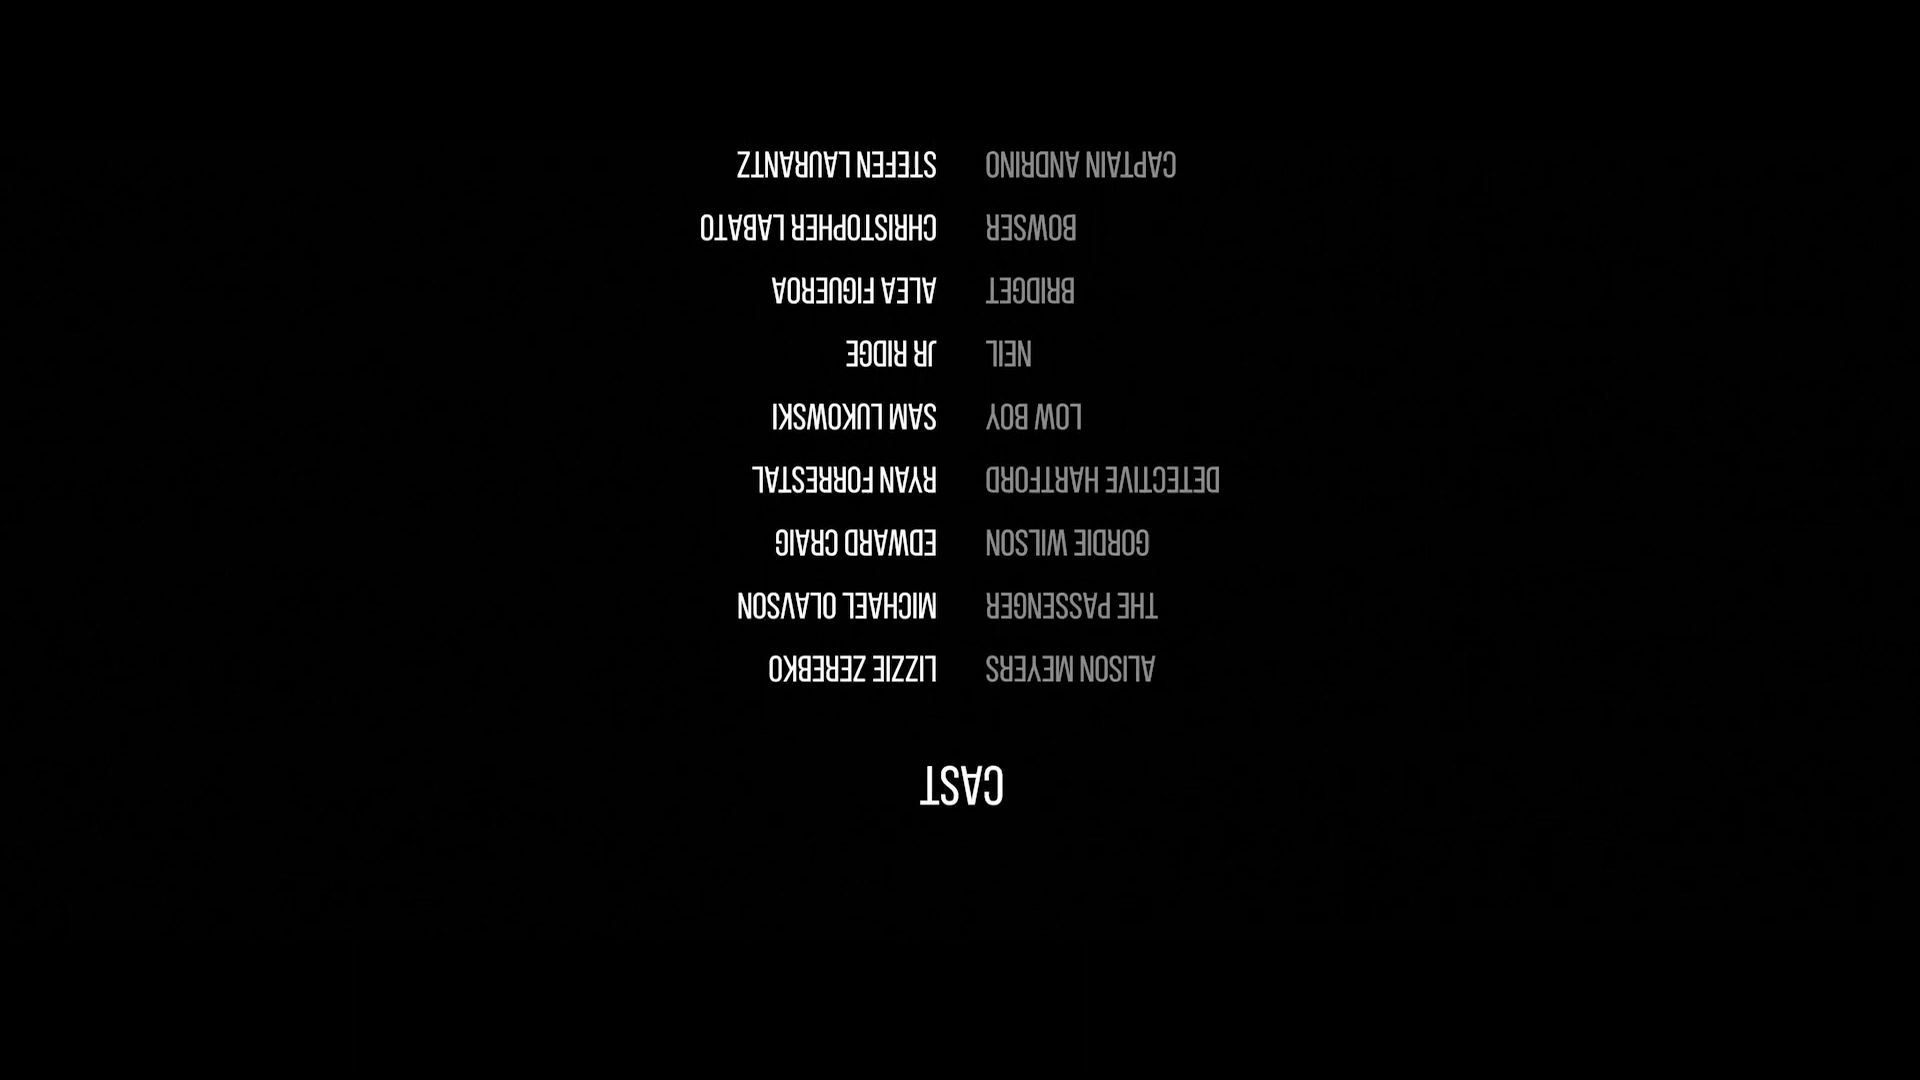 CAST
ALISON MEYERS LIZZIE ZEREBKO
THE PASSENGER MICHAEL OLAVSON
GORDIE WILSON EDWARD CRAIG
DETECTIVE HARTFORD RYAN FORRESTAL
LOW BOY SAM LUKOWSKI
NEIL JR RIDGE
BRIDGET ALEA FIGUEROA
BOWSER CHRISTOPHER LABATO
CAPTAIN ANDRINO STEFEN LAURANTZ